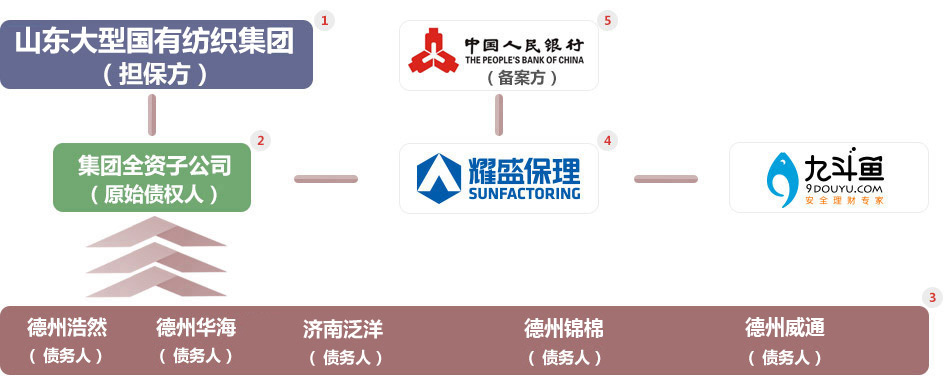 1
山东大型国有纺织集团
（担保方）
5
中国人民银行
THE PEOPLE'S BANK OF CHINA
（备案方）
2
集团全资子公司
（原始债权人）
4
耀盛保理
SUNFACTORING
九斗鱼
9DOUYU.COM
安全理财专家
3
德州浩然
（ 债务人 ）
德州华海
（ 债务人 ）
济南泛洋
（ 债务人 ）
德州锦棉
（ 债务人 ）
德州威通
（ 债务人 ）